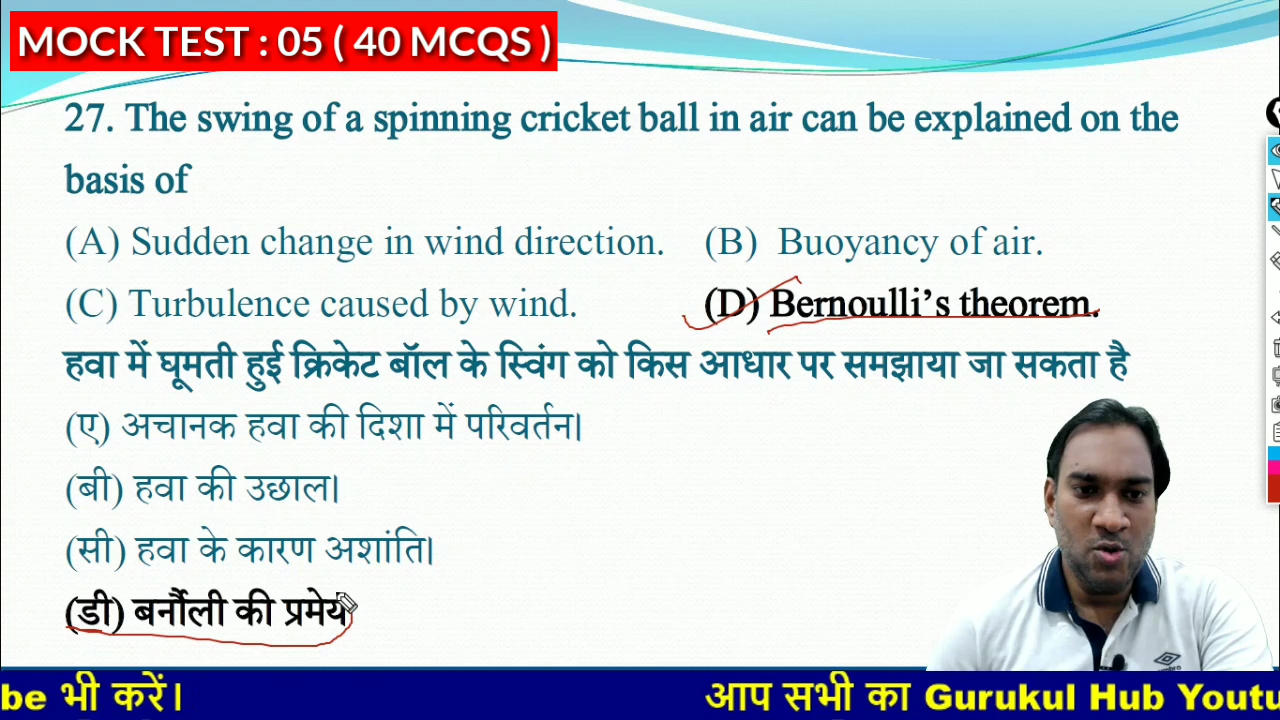 MOCK TEST : 05 ( 40 MCQS )
27. The swing of a spinning cricket ball in air can be explained on the
basis of
(A) Sudden change in wind direction. (B) Buoyancy of air.
(C) Turbulence caused by wind. (D) Bernoulli’s theorem.
हवा में घूमती हुई क्रिकेट बॉल के स्विंग को किस आधार पर समझाया जा सकता है
(ए) अचानक हवा की दिशा में परिवर्तन।
(बी) हवा की उछाल।
(सी) हवा के कारण अशांति।
(डी) बर्नौली की प्रमेय
be भी करें। आप सभी का Gurukul Hub Youtu